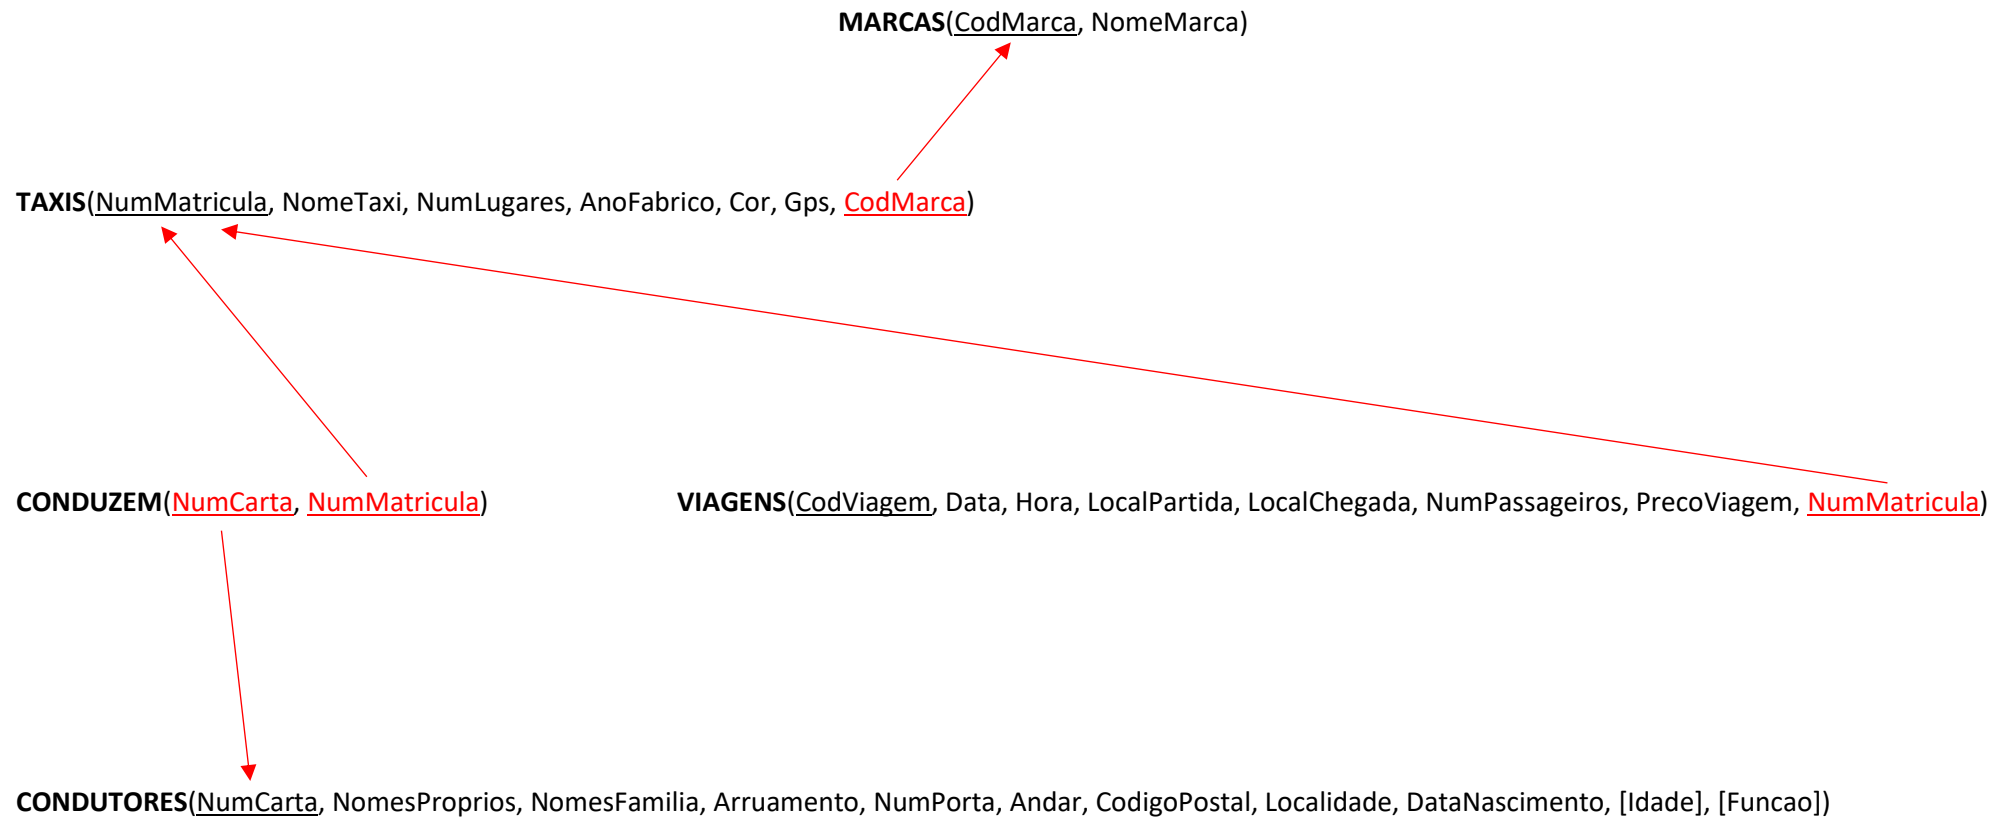 MARCAS(CodMarca, NomeMarca)
TAXIS(NumMatricula, NomeTaxi, NumLugares, AnoFabrico, Cor, Gps, CodMarca)
CONDUZEM(NumCarta, NumMatricula)
VIAGENS(CodViagem, Data, Hora, LocalPartida, LocalChegada, NumPassageiros, PrecoViagem, NumMatricula)
CONDUTORES(NumCarta, NomesProprios, NomesFamilia, Arruamento, NumPorta, Andar, CodigoPostal, Localidade, DataNascimento, [Idade], [Funcao])